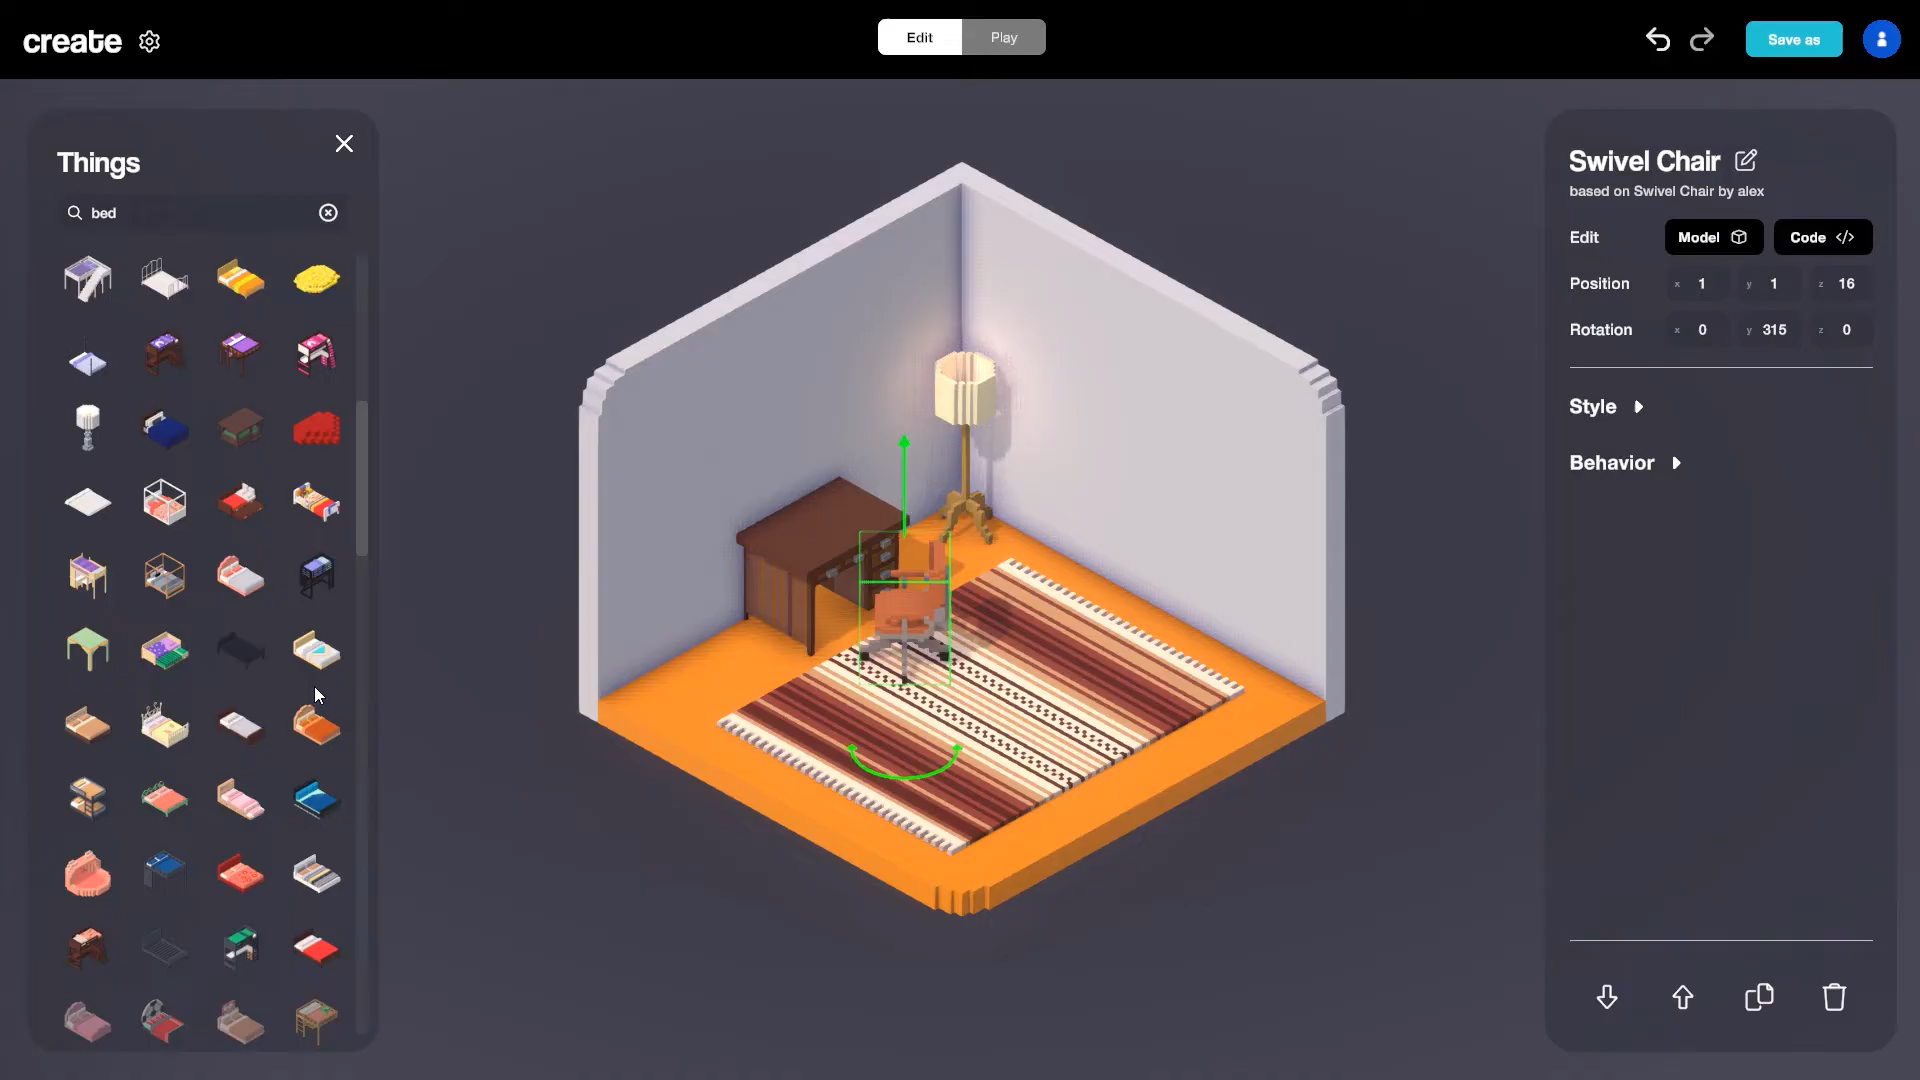 create
Edit
Play
Save as
Things
bed
Swivel Chair
based on Swivel Chair by alex
Edit
Model
Code </>
Position
x 1
y 1
z 16
Rotation
x 0
y 315
z 0
Style
Behavior